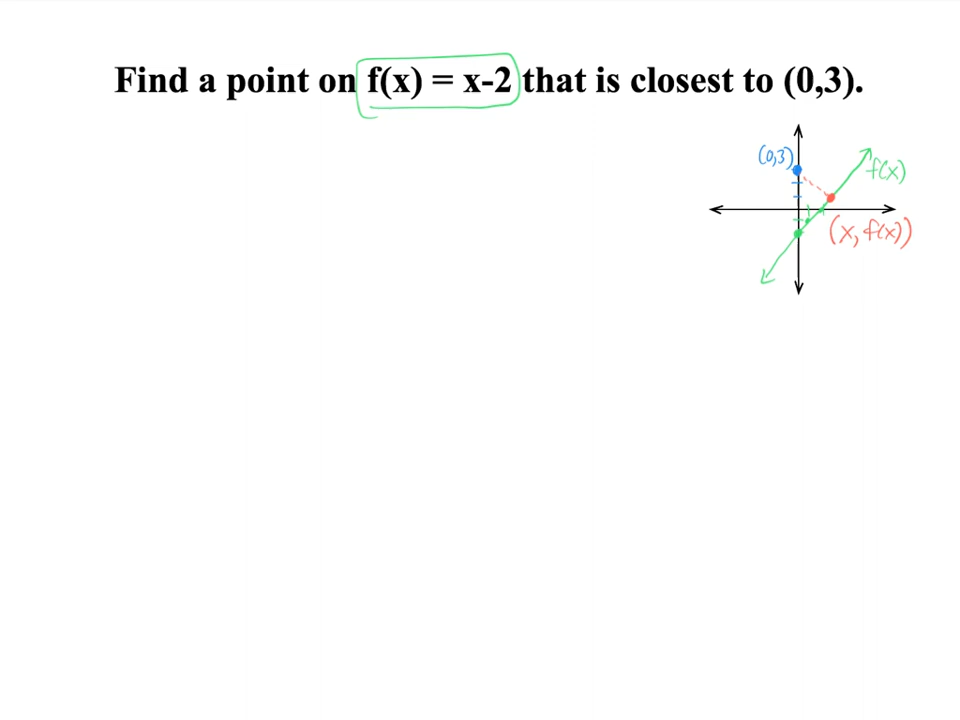 Find a point on f(x) = x-2 that is closest to (0,3).
(0,3)
f(x)
(x, f(x))